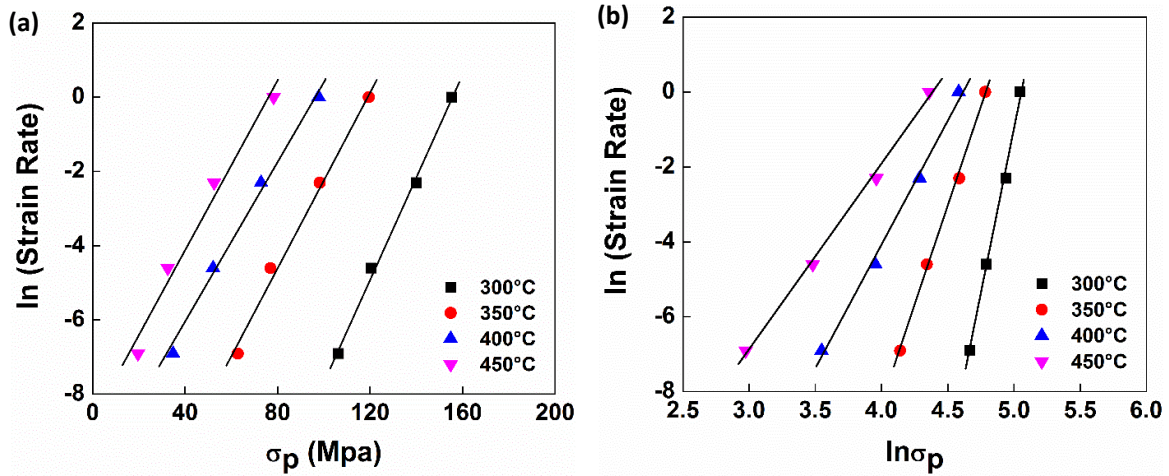 (a)
2
0
-2
-4
-6
-8
ln (Strain Rate)
0 40 80 120 160 200
σp (Mpa)
300°C
350°C
400°C
450°C
(b)
2
0
-2
-4
-6
-8
ln (Strain Rate)
2.5 3.0 3.5 4.0 4.5 5.0 5.5 6.0
lnσp
300°C
350°C
400°C
450°C